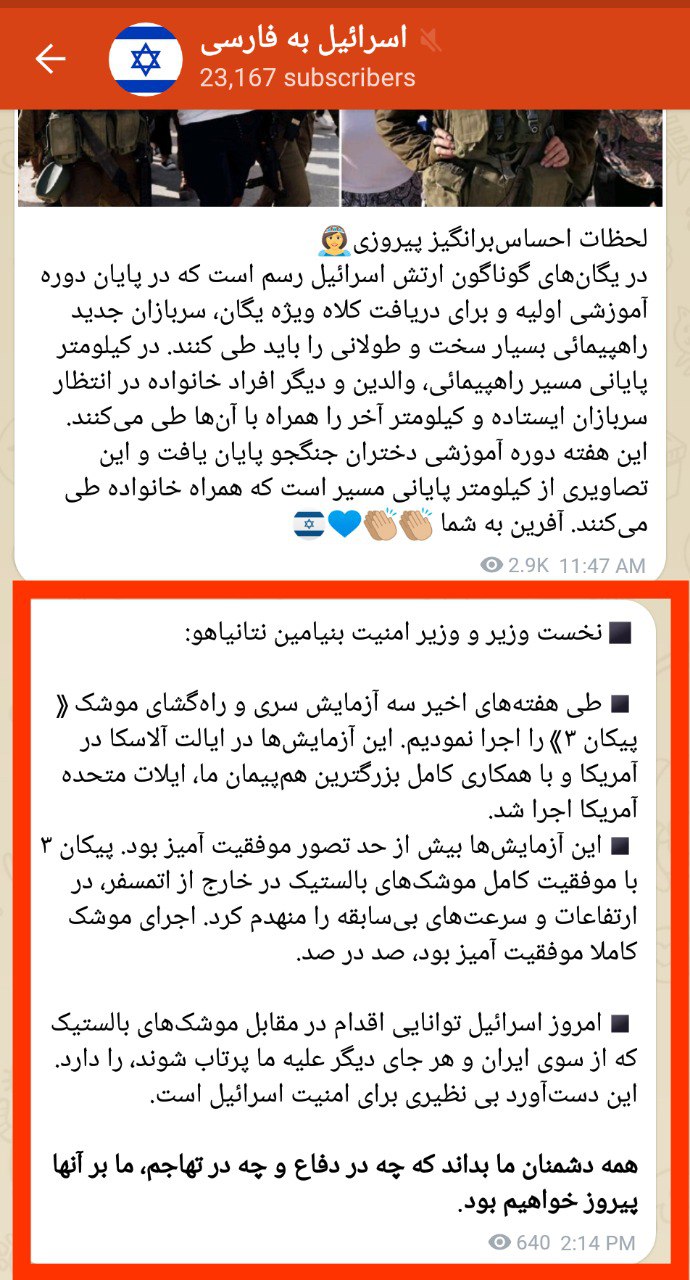 اسرائیل به فارسی
23,167 subscribers
لحظات احساس‌برانگیز پیروزی👰
در یگان‌های گوناگون ارتش اسرائیل رسم است که در پایان دوره
آموزشی اولیه و برای دریافت کلاه ویژه یگان، سربازان جدید
راهپیمائی بسیار سخت و طولانی را باید طی کنند. در کیلومتر
پایانی مسیر راهپیمائی، والدین و دیگر افراد خانواده در انتظار
سربازان ایستاده و کیلومتر آخر را همراه با آن‌ها طی می‌کنند.
این هفته دوره آموزشی دختران جنگجو پایان یافت و این
تصاویری از کیلومتر پایانی مسیر است که همراه خانواده طی
می‌کنند. آفرین به شما 👏🏼👏🏼💙🇮🇱
2.9K 11:47 AM
◼️نخست وزیر و وزیر امنیت بنیامین نتانیاهو:
◾ طی هفته‌های اخیر سه آزمایش سری و راه‌گشای موشک《
پیکان ۳》را اجرا نمودیم. این آزمایش‌ها در ایالت آلاسکا در
آمریکا و با همکاری کامل بزرگترین هم‌پیمان ما، ایلات متحده
آمریکا اجرا شد.
◾ این آزمایش‌ها بیش از حد تصور موفقیت آمیز بود. پیکان ۳
با موفقیت کامل موشک‌های بالستیک در خارج از اتمسفر، در
ارتفاعات و سرعت‌های بی‌سابقه را منهدم کرد. اجرای موشک
کاملا موفقیت آمیز بود، صد در صد.
◾ امروز اسرائیل توانایی اقدام در مقابل موشک‌های بالستیک
که از سوی ایران و هر جای دیگر علیه ما پرتاب شوند، را دارد.
این دست‌آورد بی نظیری برای امنیت اسرائیل است.
همه دشمنان ما بداند که چه در دفاع و چه در تهاجم، ما بر آنها
پیروز خواهیم بود.
640 2:14 PM